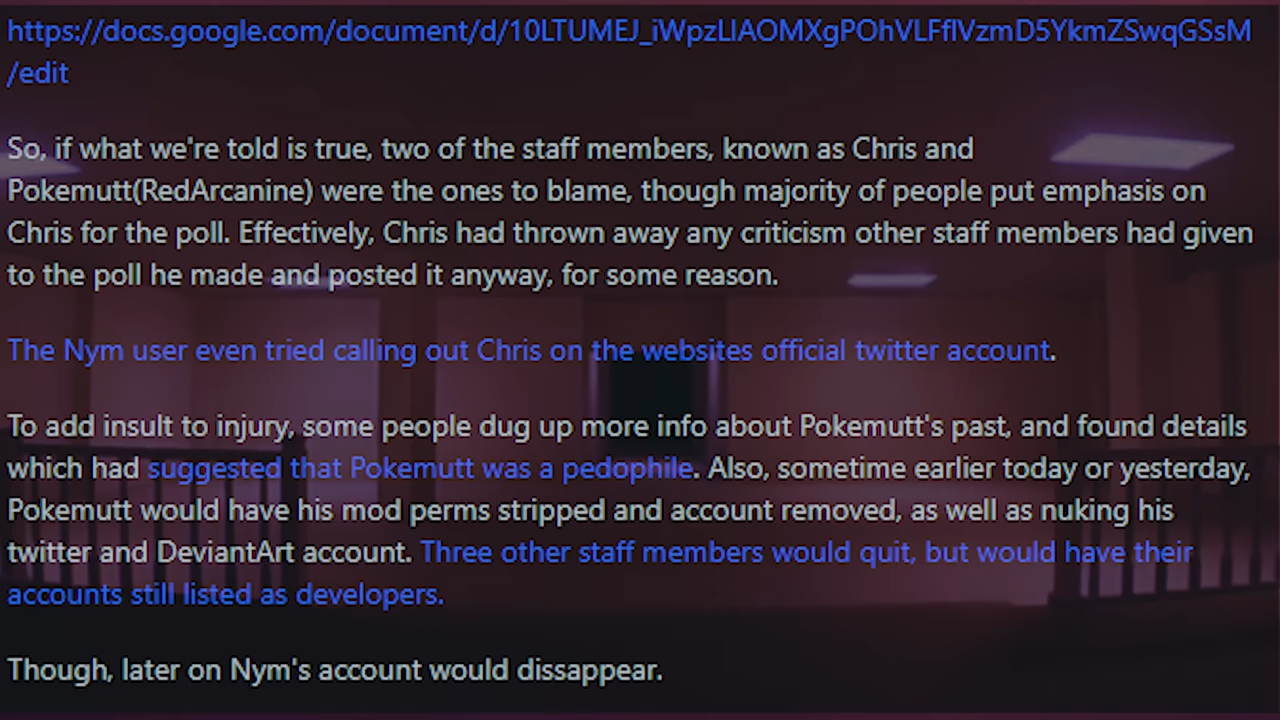 https://docs.google.com/document/d/10LTUMEJ_iWpzLIAOMXgPOhVLFflVzmD5YkmZSwqGSsM
/edit
So, if what we're told is true, two of the staff members, known as Chris and
Pokemutt(RedArcanine) were the ones to blame, though majority of people put emphasis on
Chris for the poll. Effectively, Chris had thrown away any criticism other staff members had given
to the poll he made and posted it anyway, for some reason.
The Nym user even tried calling out Chris on the websites official twitter account.
To add insult to injury, some people dug up more info about Pokemutt's past, and found details
which had suggested that Pokemutt was a pedophile. Also, sometime earlier today or yesterday,
Pokemutt would have his mod perms stripped and account removed, as well as nuking his
twitter and DeviantArt account. Three other staff members would quit, but would have their
accounts still listed as developers.
Though, later on Nym's account would dissappear.